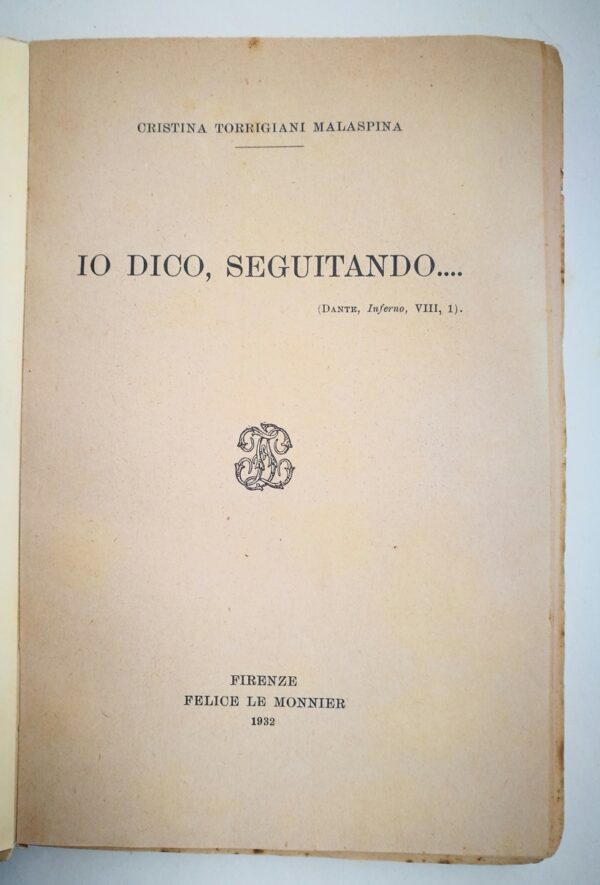 CRISTINA TORRIGIANI MALASPINA
IO DICO, SEGUITANDO....
(DANTE, Inferno, VIII, 1).
FIRENZE
FELICE LE MONNIER
1932